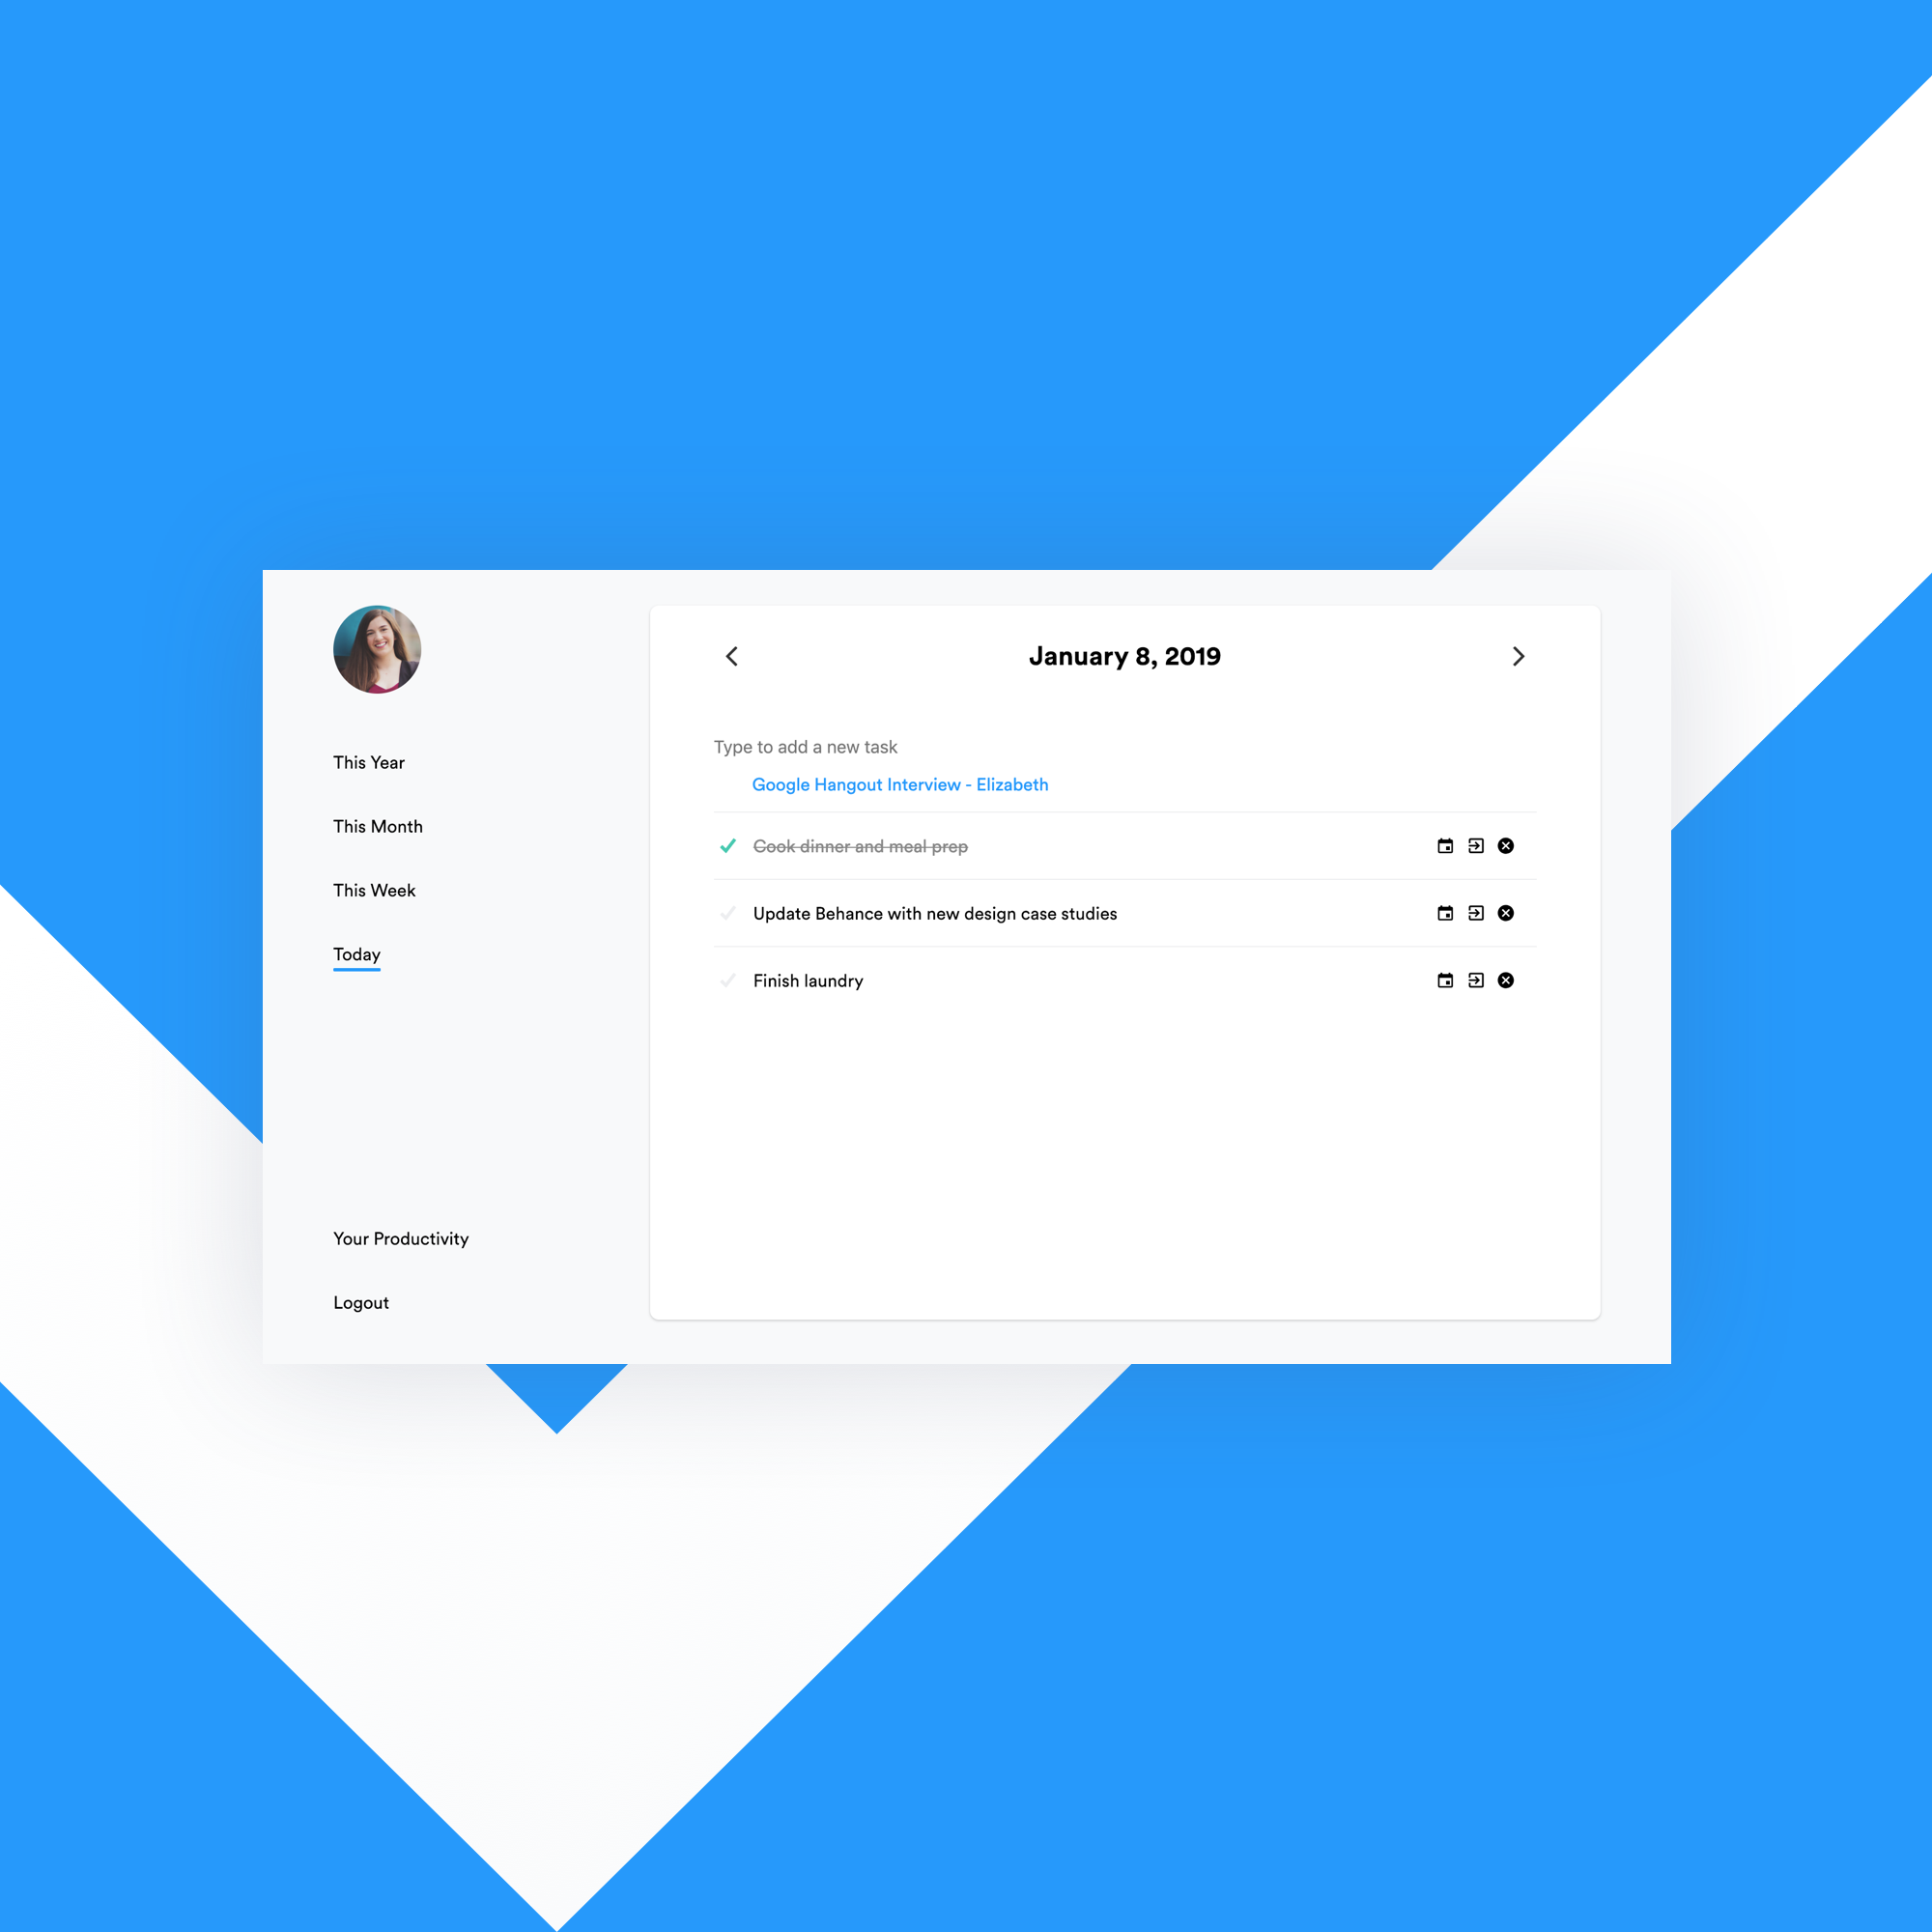 This Year
This Month
This Week
Today
Your Productivity
Logout
January 8, 2019
Type to add a new task
Google Hangout Interview - Elizabeth
Cook dinner and meal prep
Update Behance with new design case studies
Finish laundry